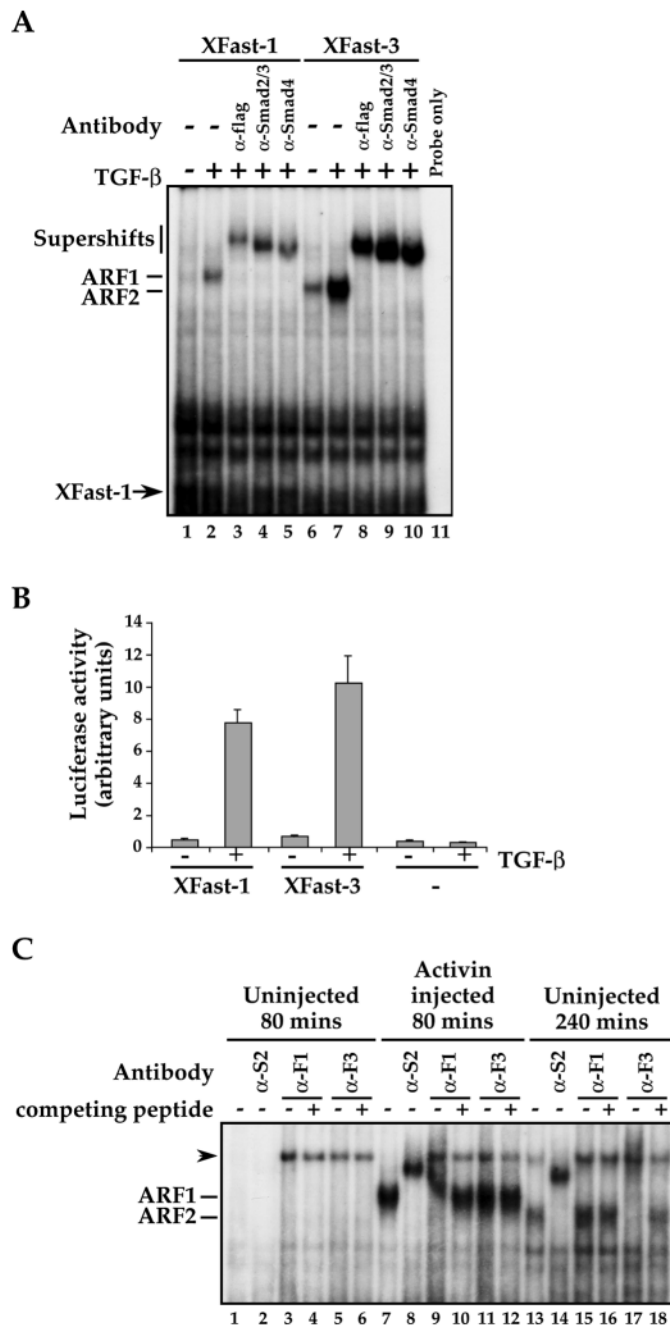 A
XFast-1 XFast-3
Antibody - - α-flag α-Smad2/3 α-Smad4 - - α-flag α-Smad2/3 α-Smad4 Probe only
TGF-β - + + + + - + + + +
Supershifts
ARF1
ARF2
XFast-1
1 2 3 4 5 6 7 8 9 10 11
B
Luciferase activity
(arbitrary units)
14
12
10
8
6
4
2
0
- + - + - + TGF-β
XFast-1 XFast-3 -
C
Uninjected
80 mins
Activin
injected
80 mins
Uninjected
240 mins
Antibody - α-S2 α-F1 α-F3 - α-S2 α-F1 α-F3 - α-S2 α-F1 α-F3
competing peptide - - - + - + - - - + - + - - - + - +
ARF1
ARF2
1 2 3 4 5 6 7 8 9 10 11 12 13 14 15 16 17 18